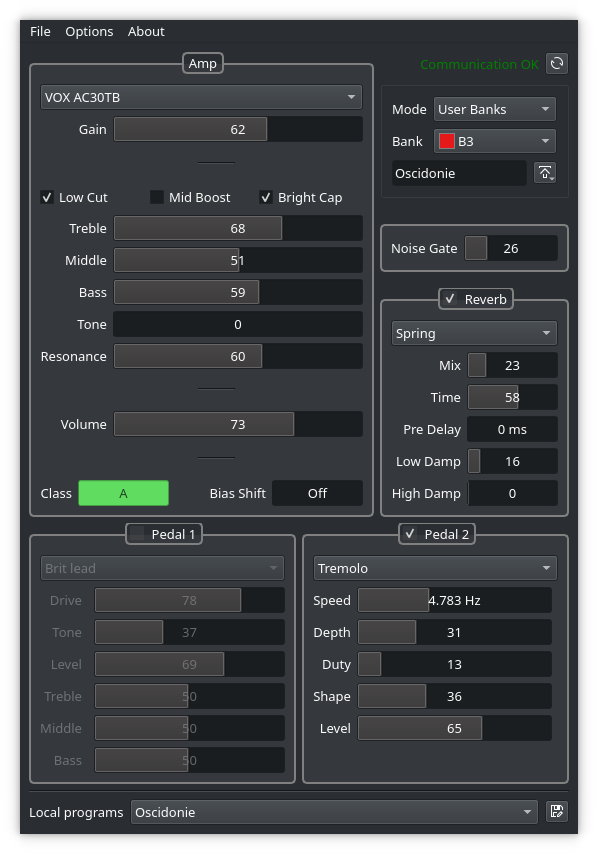 File Options About
Amp
Communication OK
VOX AC30TB
Gain 62
Mode User Banks
Bank B3
Oscidonie
Low Cut Mid Boost Bright Cap
Treble 68
Middle 51
Bass 59
Tone 0
Resonance 60
Volume 73
Class A Bias Shift Off
Noise Gate 26
Reverb
Spring
Mix 23
Time 58
Pre Delay 0 ms
Low Damp 16
High Damp 0
Pedal 1
Brit lead
Drive 78
Tone 37
Level 69
Treble 50
Middle 50
Bass 50
Pedal 2
Tremolo
Speed 4.783 Hz
Depth 31
Duty 13
Shape 36
Level 65
Local programs Oscidonie